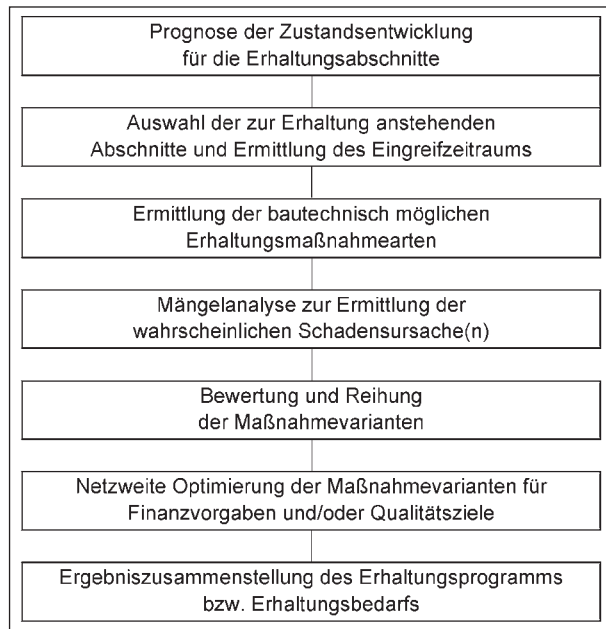 Prognose der Zustandsentwicklung
für die Erhaltungsabschnitte
Auswahl der zur Erhaltung anstehenden
Abschnitte und Ermittlung des Eingreifzeitraums
Ermittlung der bautechnisch möglichen
Erhaltungsmaßnahmearten
Mängelanalyse zur Ermittlung der
wahrscheinlichen Schadensursache(n)
Bewertung und Reihung
der Maßnahmevarianten
Netzweite Optimierung der Maßnahmevarianten für
Finanzvorgaben und/oder Qualitätsziele
Ergebniszusammenstellung des Erhaltungsprogramms
bzw. Erhaltungsbedarfs